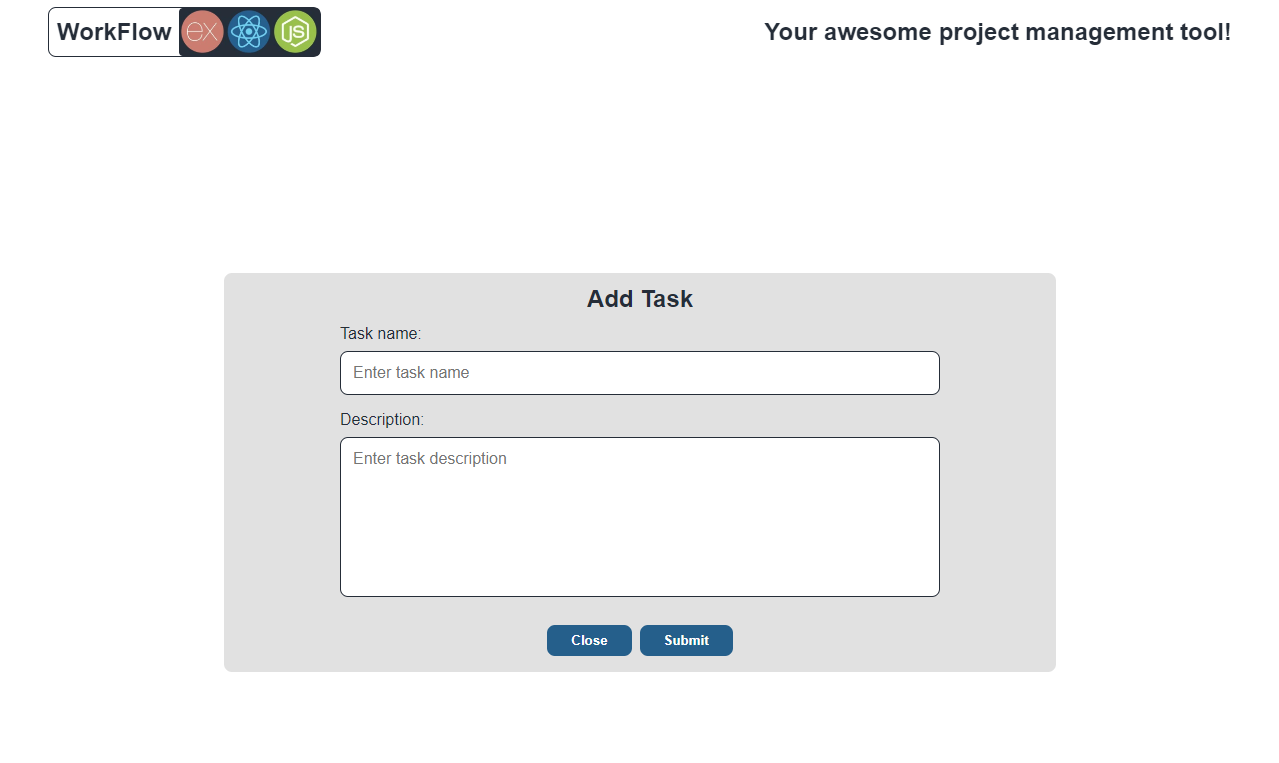 WorkFlow ex JS Your awesome project management tool!
Add Task
Task name:
Enter task name
Description:
Enter task description
Close Submit